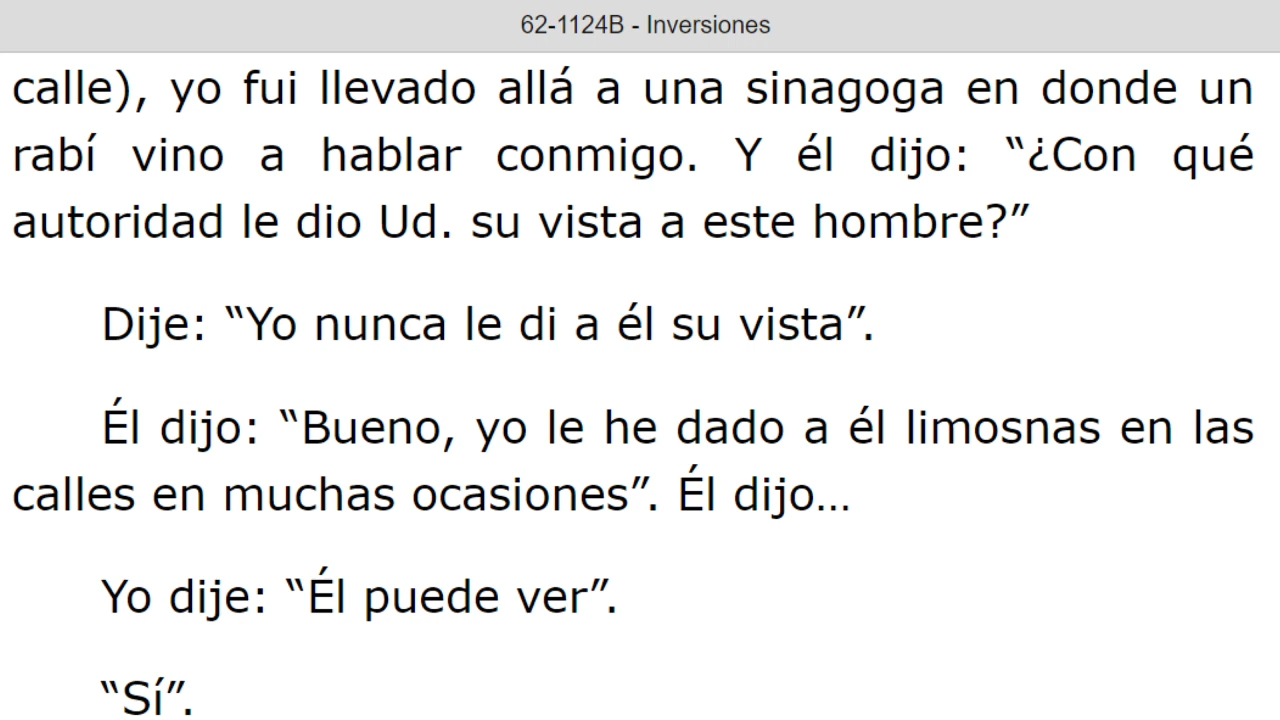 62-1124B - Inversiones
calle), yo fui llevado allá a una sinagoga en donde un
rabí vino a hablar conmigo. Y él dijo: “¿Con qué
autoridad le dio Ud. su vista a este hombre?”
Dije: “Yo nunca le di a él su vista”.
Él dijo: “Bueno, yo le he dado a él limosnas en las
calles en muchas ocasiones”. Él dijo…
Yo dije: “Él puede ver”.
“Sí”.